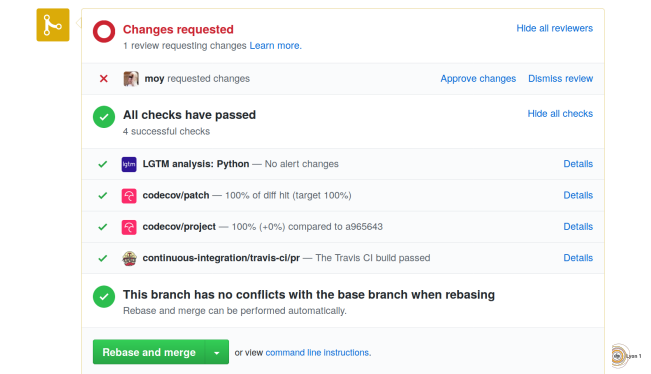 Changes requested
Hide all reviewers
1 review requesting changes Learn more.
moy requested changes
Approve changes
Dismiss review
All checks have passed
Hide all checks
4 successful checks
lgtm LGTM analysis: Python — No alert changes
Details
codecov/patch — 100% of diff hit (target 100%)
Details
codecov/project — 100% (+0%) compared to a965643
Details
continuous-integration/travis-ci/pr — The Travis CI build passed
Details
This branch has no conflicts with the base branch when rebasing
Rebase and merge can be performed automatically.
Rebase and merge
or view command line instructions.
Lyon 1